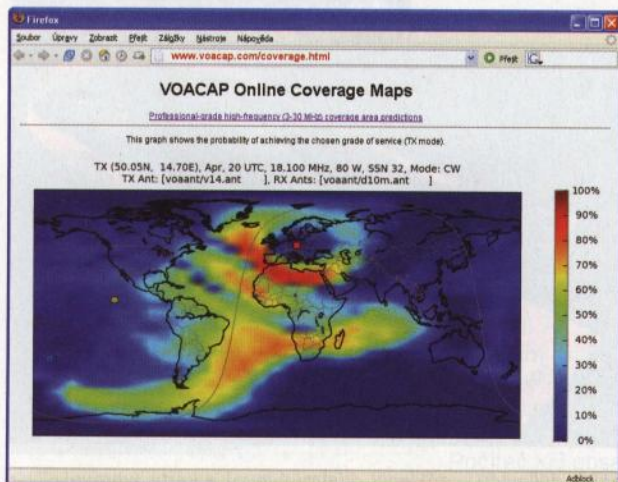 Firefox
Soubor Úpravy Zobrazit Přejít Záložky Nástroje Nápověda
www.voacap.com/coverage.html Přejít
VOACAP Online Coverage Maps
Professional-grade high-frequency (3-30 MHz) coverage area predictions
This graph shows the probability of achieving the chosen grade of service (TX mode).
TX (50.05N, 14.70E), Apr, 20 UTC, 18.100 MHz, 80 W, SSN 32, Mode: CW
TX Ant: [voaant/v14.ant ], RX Ants: [voaant/d10m.ant ]
100%
90%
80%
70%
60%
50%
40%
30%
20%
10%
0%
Adblock